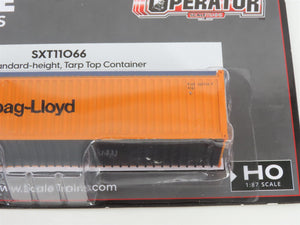 E
OPERATOR
S
SXT11066
andard-height, Tarp Top Container
pag-Lloyd
www.ScaleTrains.com
HO
1:87 SCALE